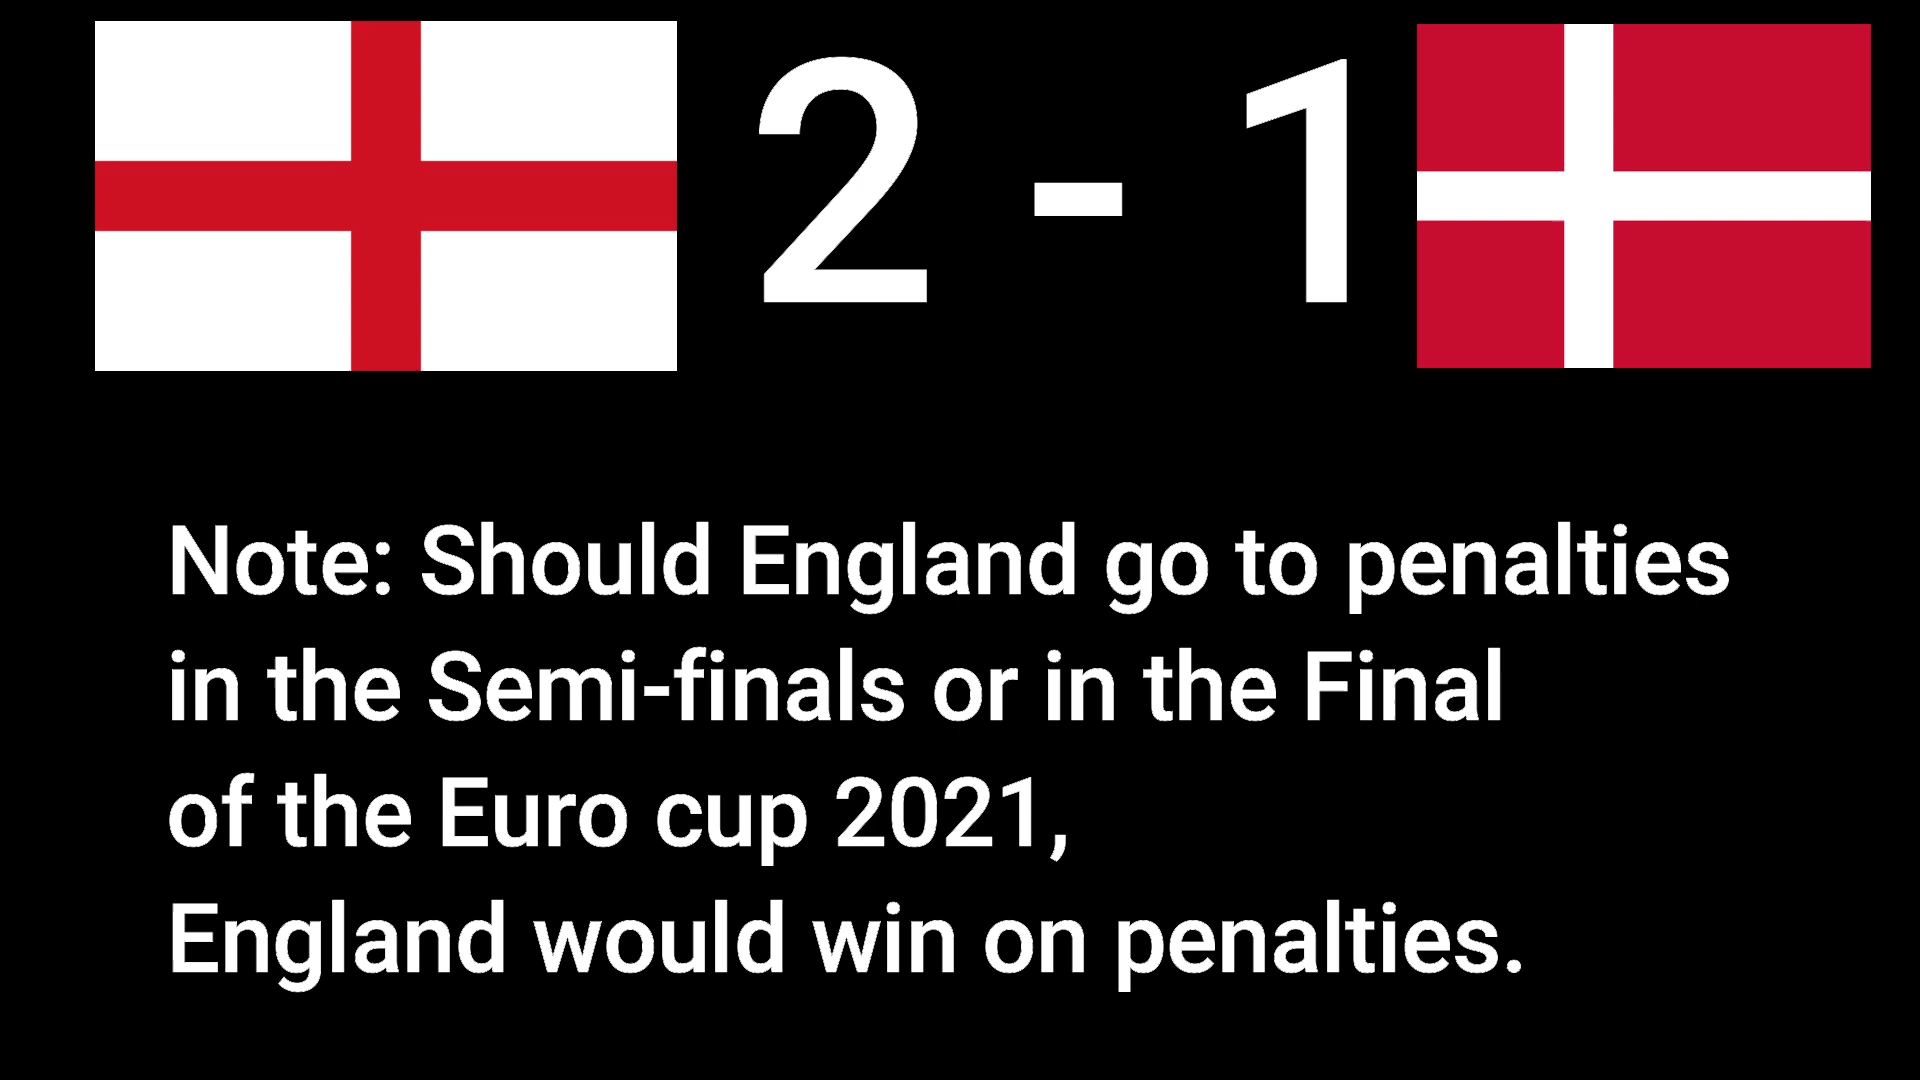 2 - 1
Note: Should England go to penalties
in the Semi-finals or in the Final
of the Euro cup 2021,
England would win on penalties.